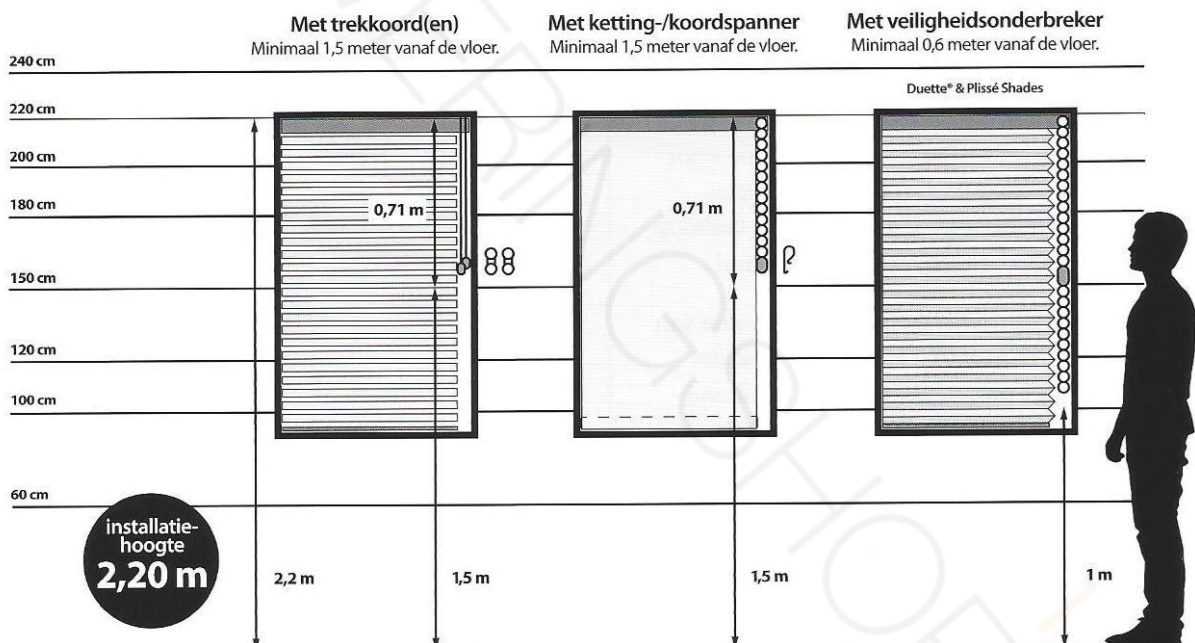 Met trekkoord(en)
Minimaal 1,5 meter vanaf de vloer.
Met ketting-/koordspanner
Minimaal 1,5 meter vanaf de vloer.
Met veiligheidsonderbreker
Minimaal 0,6 meter vanaf de vloer.
Duette® & Plissé Shades
240 cm
220 cm
200 cm
180 cm
0,71 m
0,71 m
150 cm
120 cm
100 cm
60 cm
installatie-
hoogte
2,20 m
2,2 m
1,5 m
1,5 m
1 m